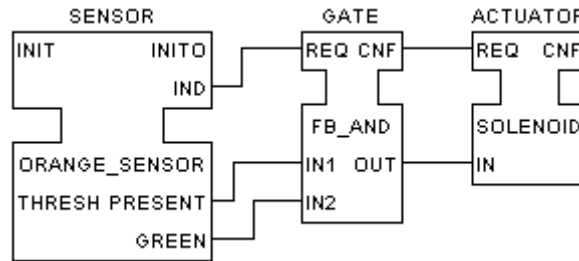 SENSOR GATE ACTUATOR
INIT INITO REQ CNF REQ CNF
IND
FB_AND SOLENOID
ORANGE_SENSOR IN1 OUT IN
THRESH PRESENT IN2
GREEN